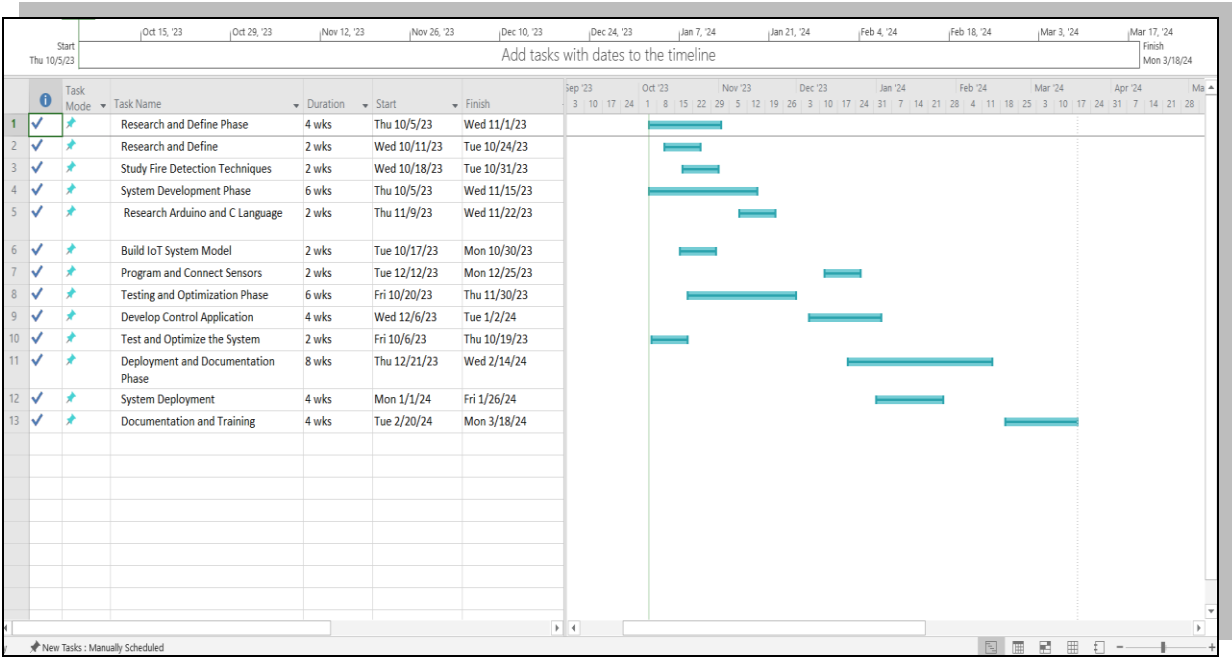 Oct 15, '23 Oct 29, '23 Nov 12, '23 Nov 26, '23 Dec 10, '23 Dec 24, '23 Jan 7, '24 Jan 21, '24 Feb 4, '24 Feb 18, '24 Mar 3, '24 Mar 17, '24
Start
Thu 10/5/23
Add tasks with dates to the timeline
Finish
Mon 3/18/24
Task Mode Task Name Duration Start Finish
Sep '23 Oct '23 Nov '23 Dec '23 Jan '24 Feb '24 Mar '24 Apr '24 Ma
3 10 17 24 1 8 15 22 29 5 12 19 26 3 10 17 24 31 7 14 21 28 4 11 18 25 3 10 17 24 31 7 14 21 28
1 Research and Define Phase 4 wks Thu 10/5/23 Wed 11/1/23
2 Research and Define 2 wks Wed 10/11/23 Tue 10/24/23
3 Study Fire Detection Techniques 2 wks Wed 10/18/23 Tue 10/31/23
4 System Development Phase 6 wks Thu 10/5/23 Wed 11/15/23
5 Research Arduino and C Language 2 wks Thu 11/9/23 Wed 11/22/23
6 Build IoT System Model 2 wks Tue 10/17/23 Mon 10/30/23
7 Program and Connect Sensors 2 wks Tue 12/12/23 Mon 12/25/23
8 Testing and Optimization Phase 6 wks Fri 10/20/23 Thu 11/30/23
9 Develop Control Application 4 wks Wed 12/6/23 Tue 1/2/24
10 Test and Optimize the System 2 wks Fri 10/6/23 Thu 10/19/23
11 Deployment and Documentation 8 wks Thu 12/21/23 Wed 2/14/24
Phase
12 System Deployment 4 wks Mon 1/1/24 Fri 1/26/24
13 Documentation and Training 4 wks Tue 2/20/24 Mon 3/18/24
New Tasks : Manually Scheduled